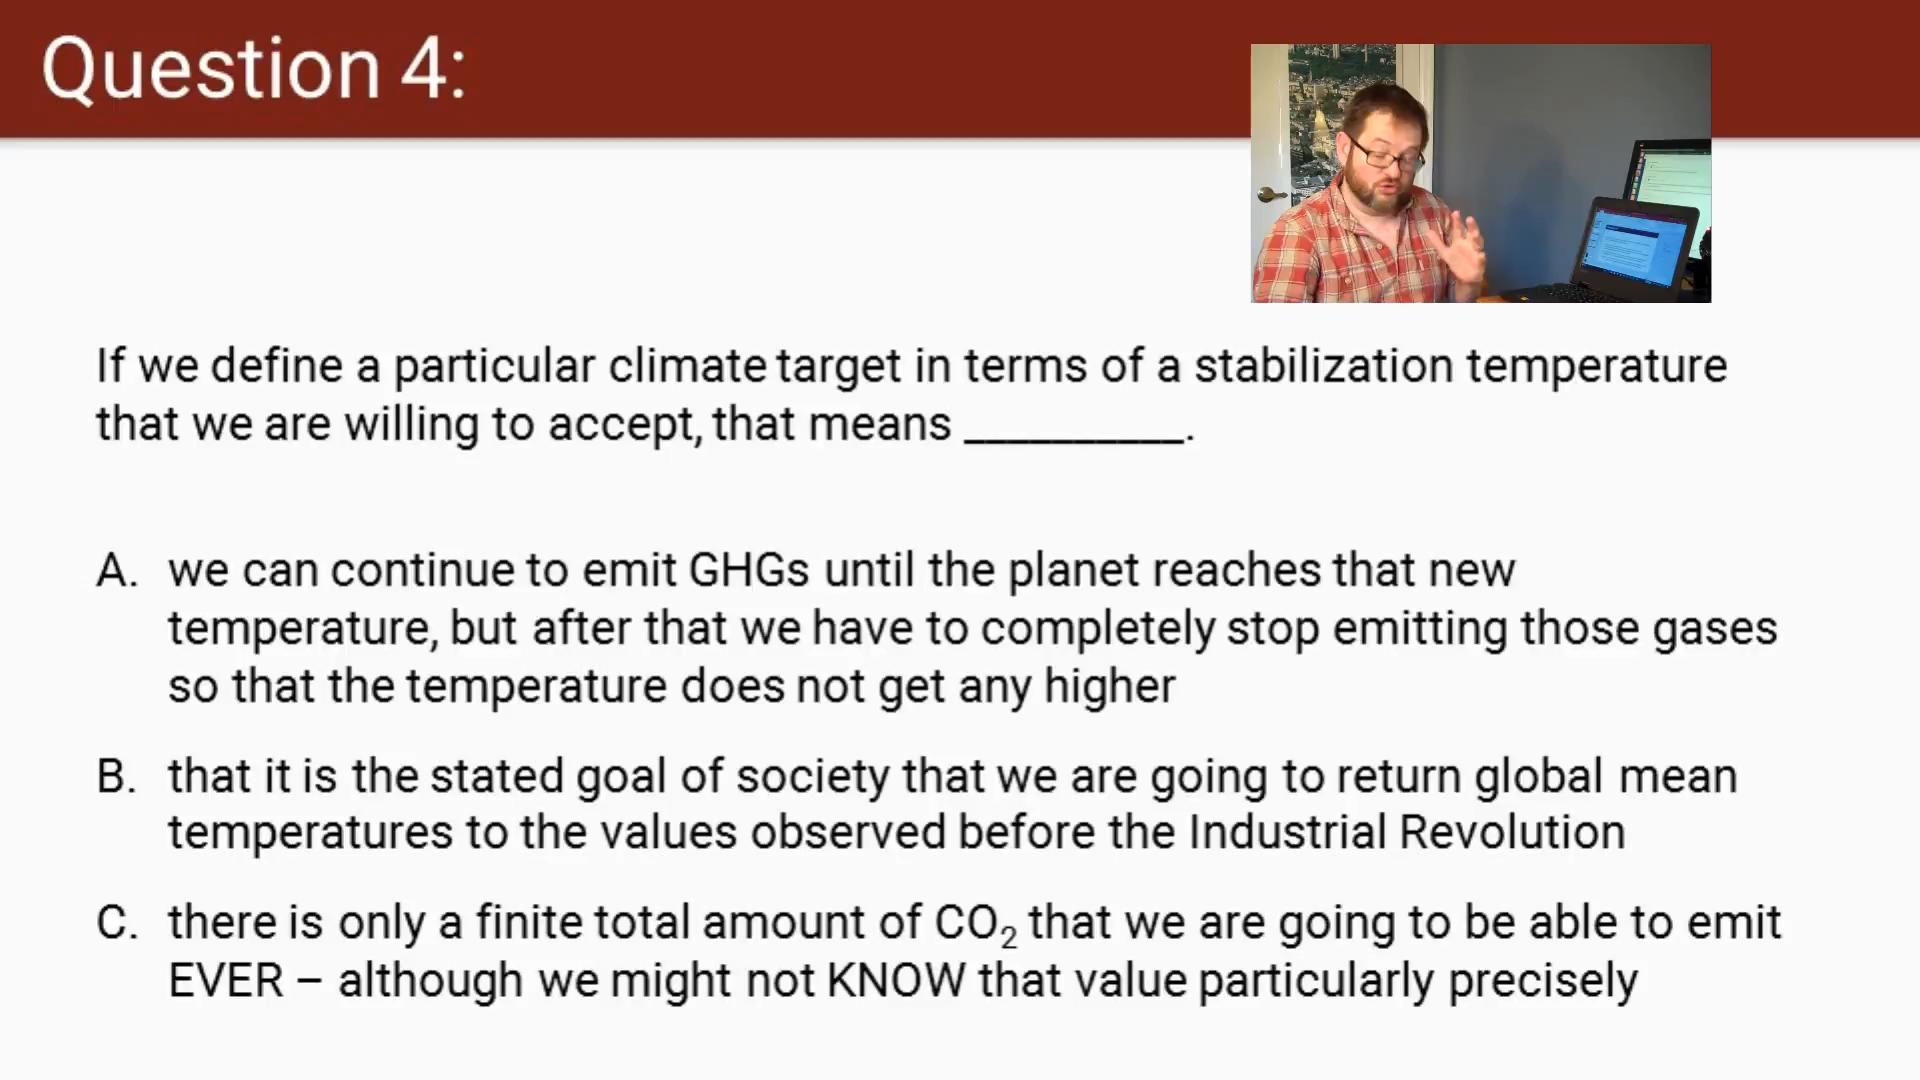 Question 4:
If we define a particular climate target in terms of a stabilization temperature
that we are willing to accept, that means __________.
A. we can continue to emit GHGs until the planet reaches that new
temperature, but after that we have to completely stop emitting those gases
so that the temperature does not get any higher
B. that it is the stated goal of society that we are going to return global mean
temperatures to the values observed before the Industrial Revolution
C. there is only a finite total amount of CO₂ that we are going to be able to emit
EVER – although we might not KNOW that value particularly precisely